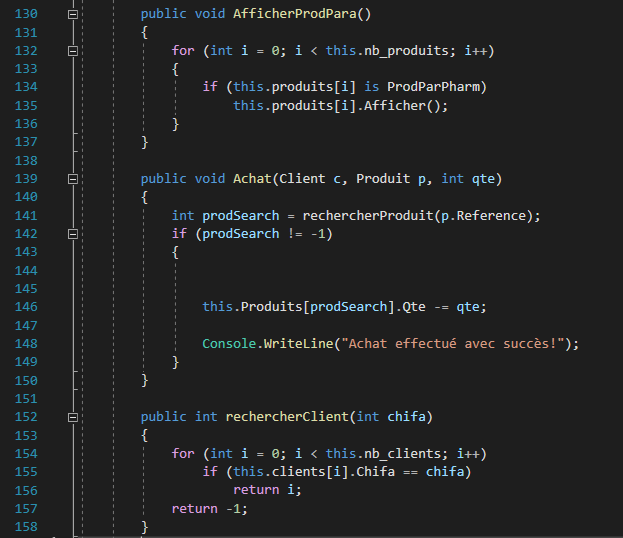 130 public void AfficherProdPara()
131 {
132 for (int i = 0; i < this.nb_produits; i++)
133 {
134 if (this.produits[i] is ProdParPharm)
135 this.produits[i].Afficher();
136 }
137 }
138
139 public void Achat(Client c, Produit p, int qte)
140 {
141 int prodSearch = rechercherProduit(p.Reference);
142 if (prodSearch != -1)
143 {
144
145
146 this.Produits[prodSearch].Qte -= qte;
147
148 Console.WriteLine("Achat effectué avec succès!");
149 }
150 }
151
152 public int rechercherClient(int chifa)
153 {
154 for (int i = 0; i < this.nb_clients; i++)
155 if (this.clients[i].Chifa == chifa)
156 return i;
157 return -1;
158 }